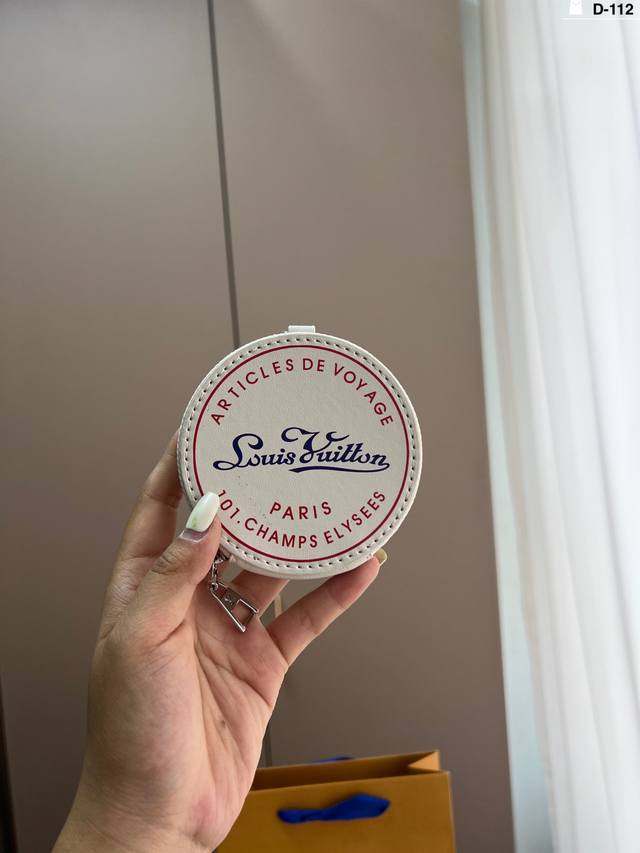 D-112
ARTICLES DE VOYAGE
Louis Vuitton
PARIS
101.CHAMPS ELYSEES